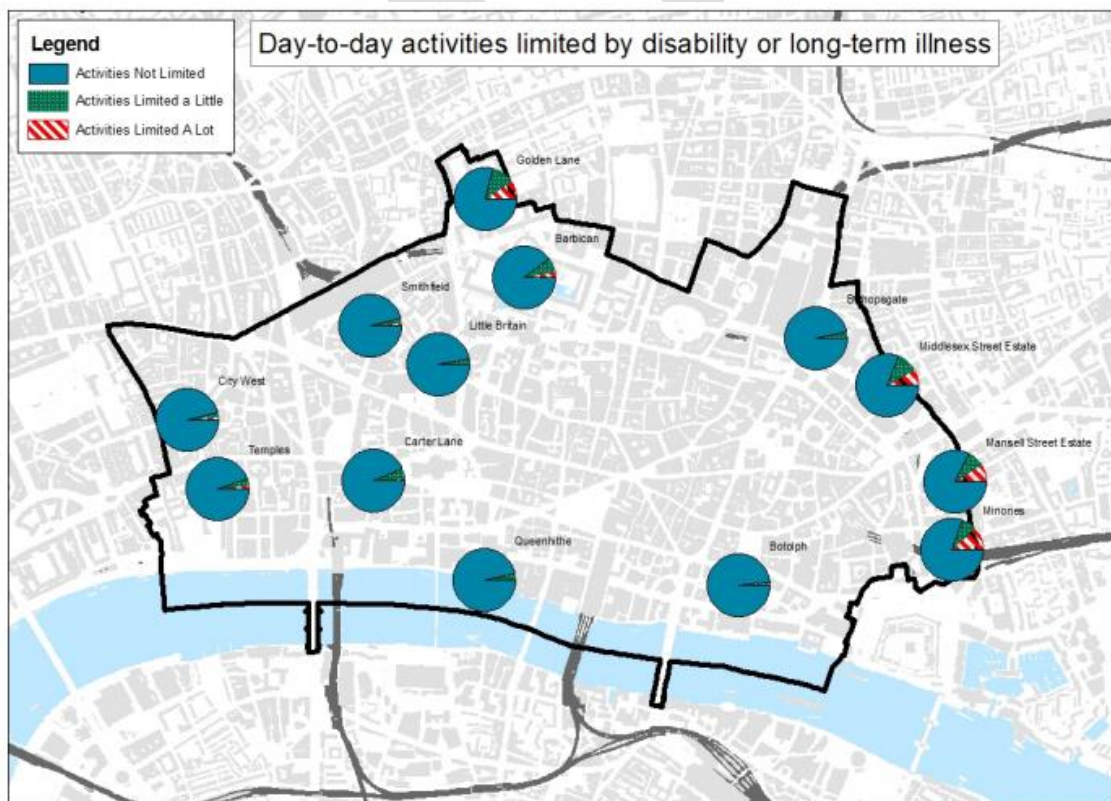 Legend
Day-to-day activities limited by disability or long-term illness
Activities Not Limited
Activities Limited a Little
Activities Limited A Lot
Golden Lane
Barbican
Smithfield
Bishopsgate
Little Britain
Middlesex Street Estate
City West
Carter Lane
Mansell Street Estate
Temples
Minories
Queenhithe
Botolph